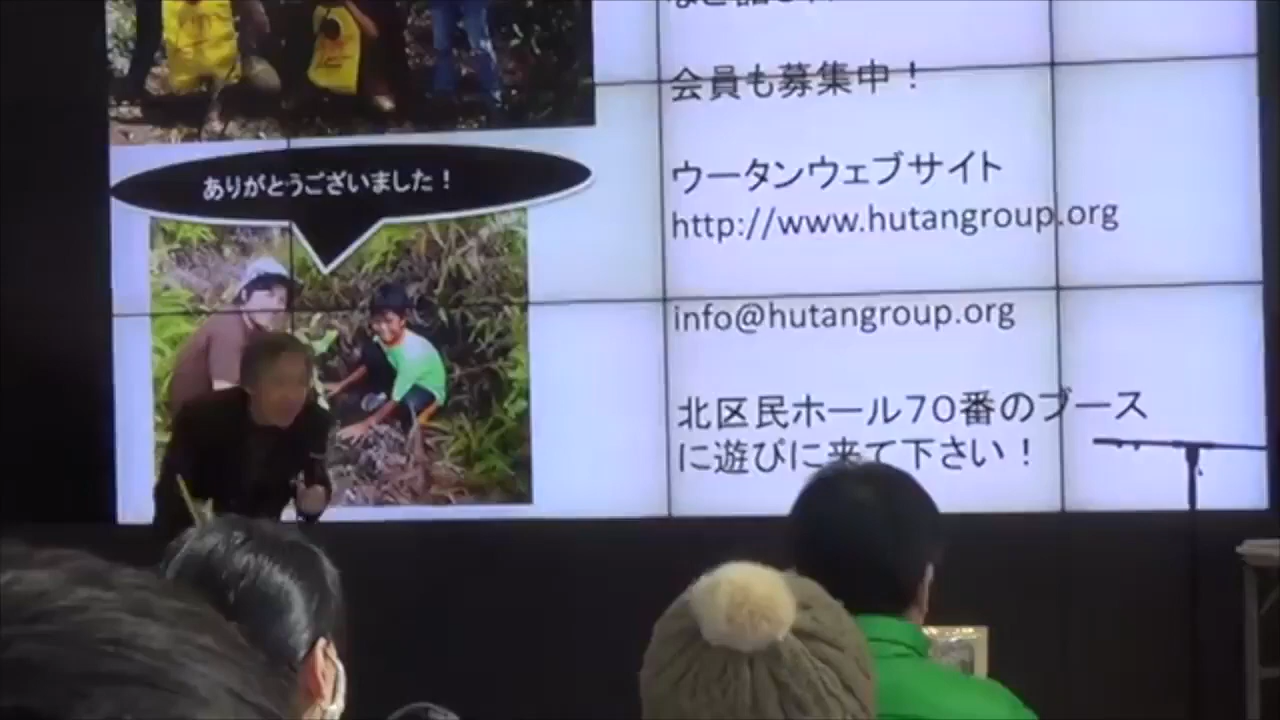 会員も募集中！
ありがとうございました！
ウータンウェブサイト
http://www.hutangroup.org
info@hutangroup.org
北区民ホール70番のブース
に遊びに来て下さい！